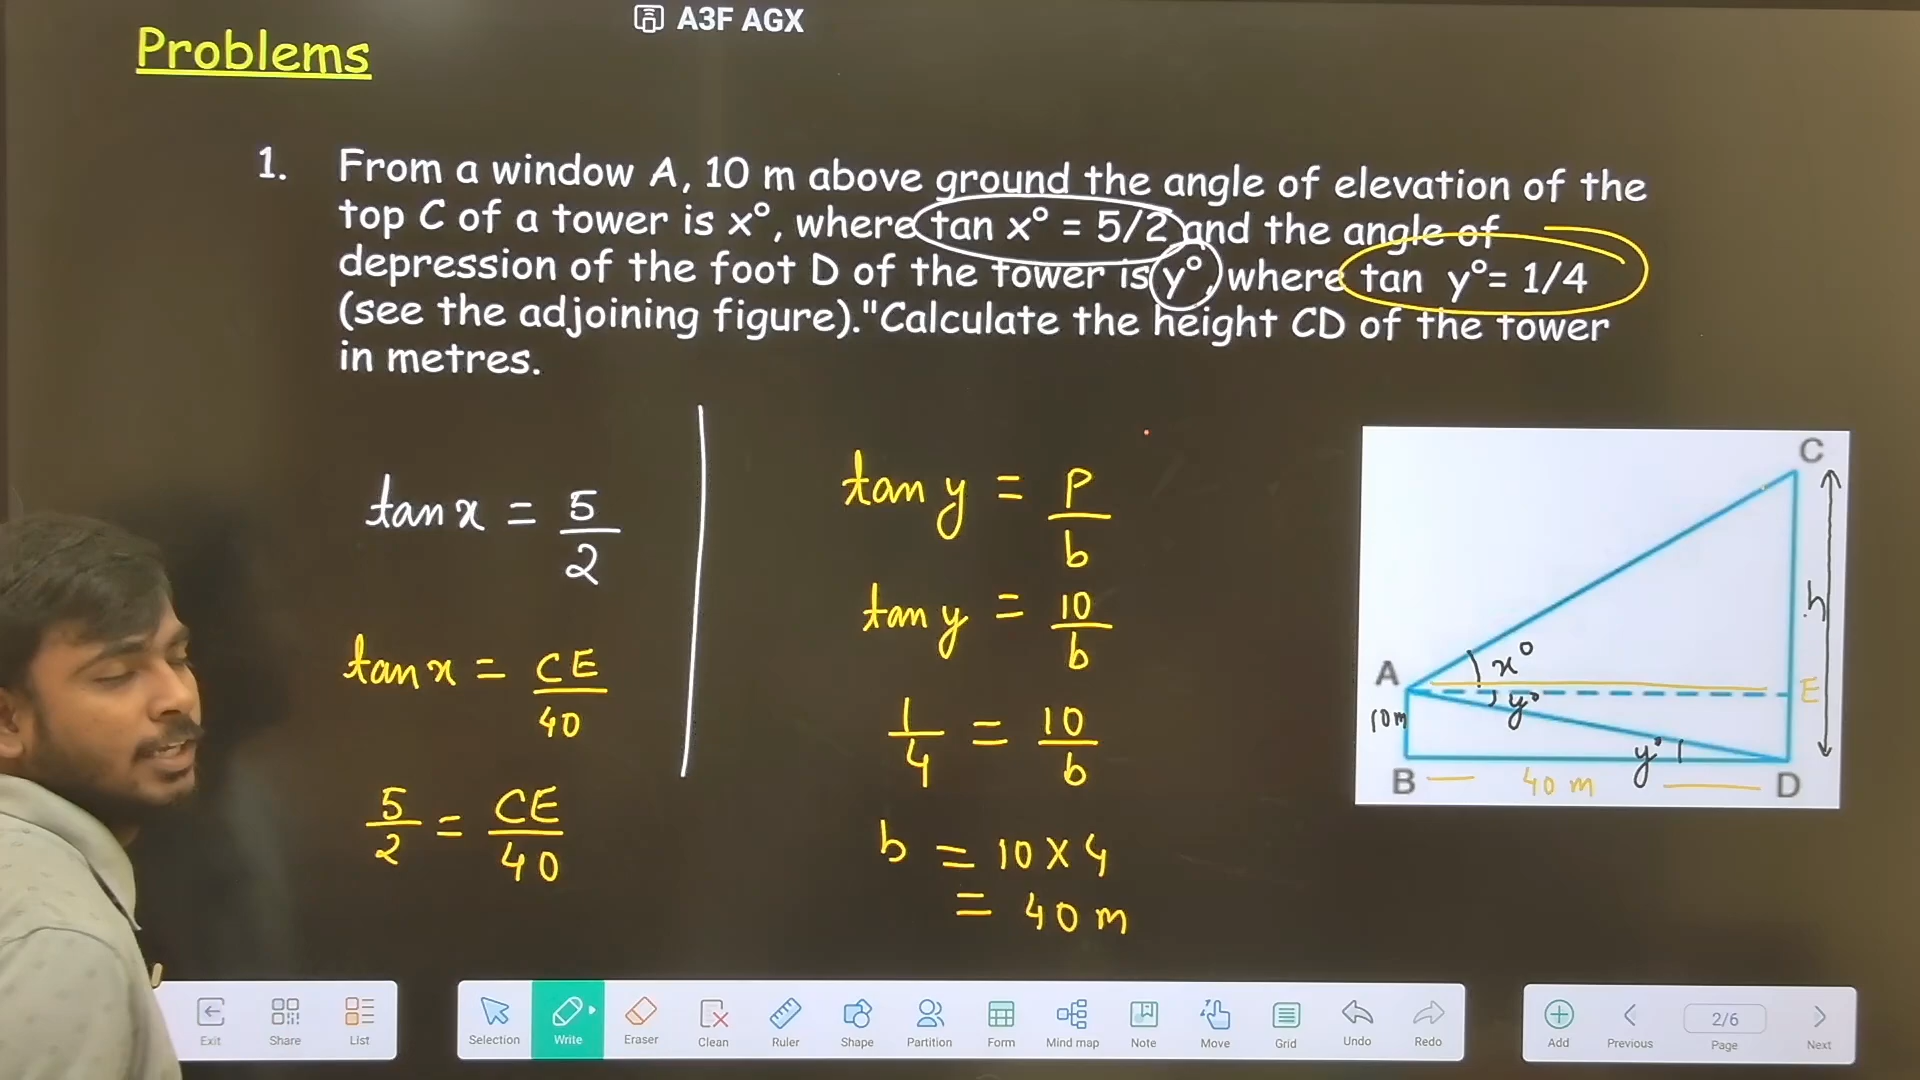 A3F AGX
Problems
1. From a window A, 10 m above ground the angle of elevation of the
top C of a tower is x°, where tan x° = 5/2 and the angle of
depression of the foot D of the tower is y°, where tan y° = 1/4
(see the adjoining figure)."Calculate the height CD of the tower
in metres.
tan x = 5/2
tan x = CE/40
5/2 = CE/40
tan y = P/b
tan y = 10/b
1/4 = 10/b
b = 10 × 4
= 40 m
C
h
A
x°
y°
E
10m
y°
B
40 m
D
Exit Share List
Selection Write Eraser Clean Ruler Shape Partition Form Mind map Note Move Grid Undo Redo
Add Previous 2/6 Page Next